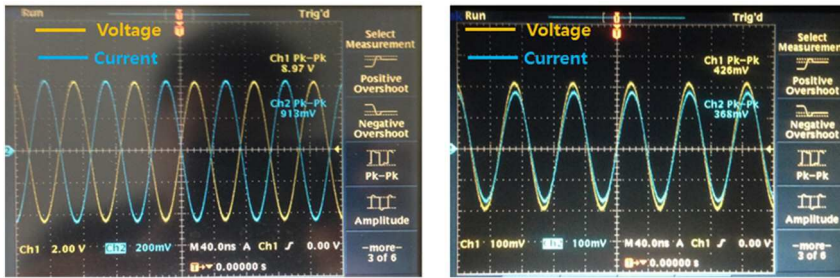 Run
Trig'd
Voltage
Current
Ch1 Pk–Pk
8.97 V
Ch2 Pk–Pk
913mV
Select
Measurement
Positive
Overshoot
Negative
Overshoot
Pk–Pk
Amplitude
–more–
3 of 6
Ch1 2.00 V Ch2 200mV M 40.0ns A Ch1 0.00 V
0.00000 s
Run
Trig'd
Voltage
Current
Ch1 Pk–Pk
426mV
Ch2 Pk–Pk
368mV
Select
Measurement
Positive
Overshoot
Negative
Overshoot
Pk–Pk
Amplitude
–more–
3 of 6
Ch1 100mV 100mV M 40.0ns A Ch1 0.00 V
0.00000 s